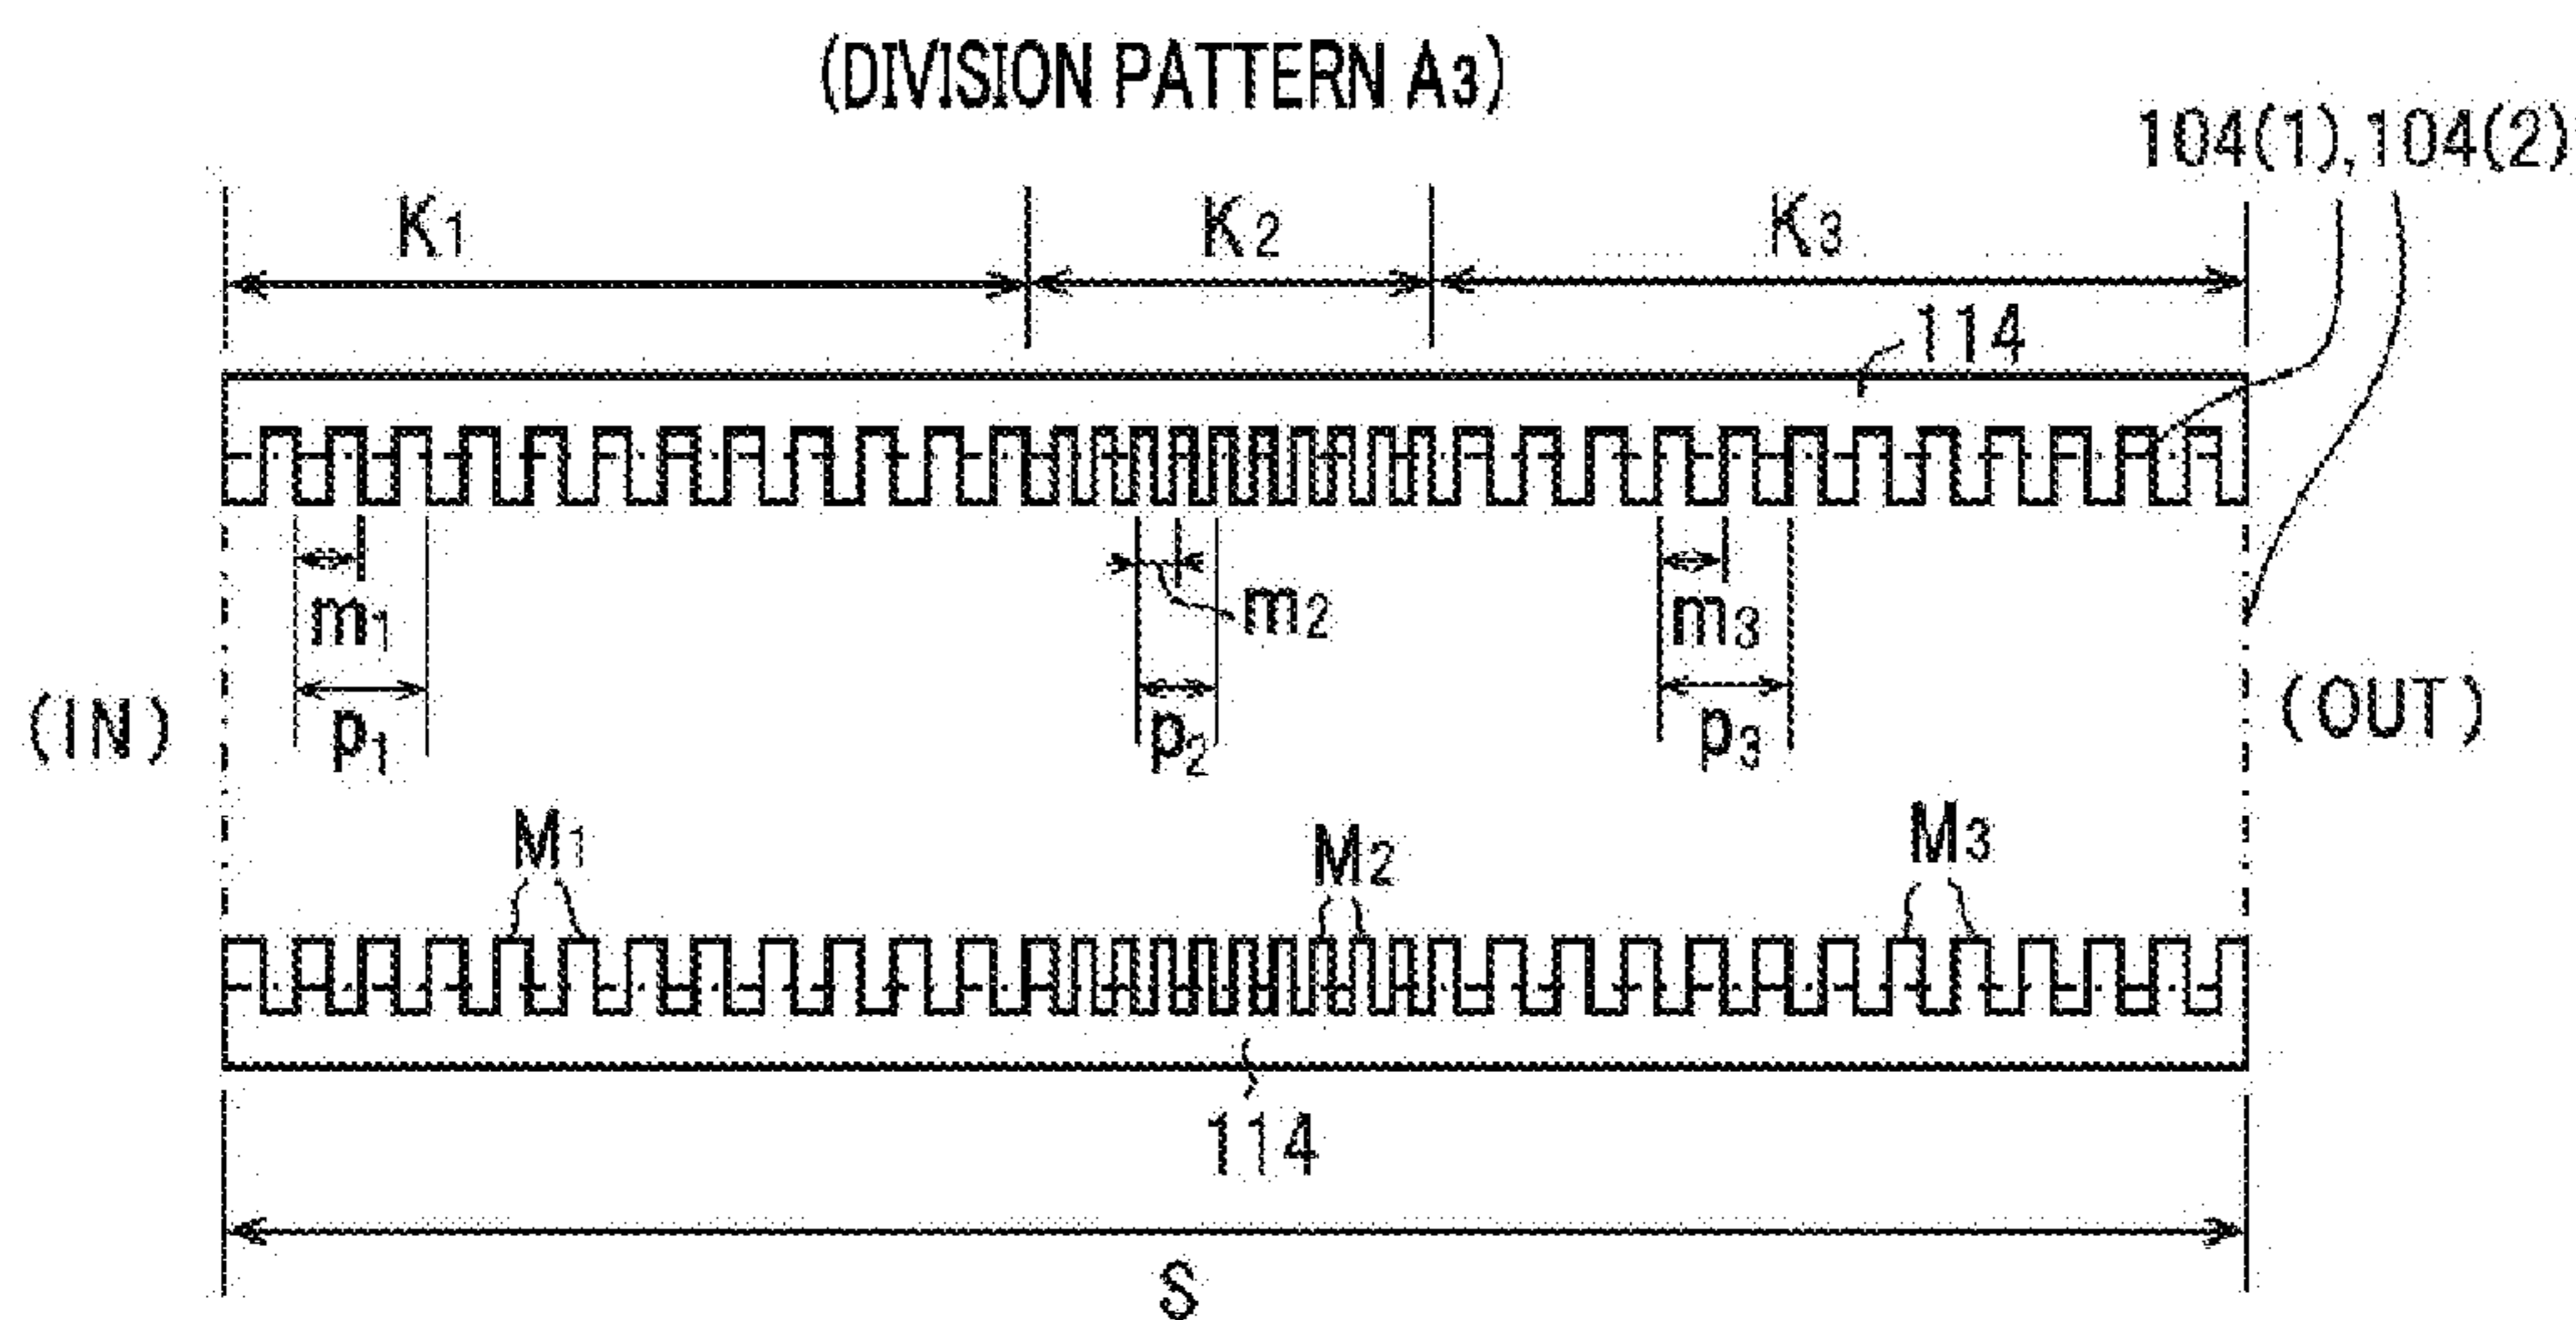 (DIVISION PATTERN A3)
104(1), 104(2)
K1 K2 K3
114
m1 m2 m3
(IN) p1 p2 p3 (OUT)
M1 M2 M3
114
S